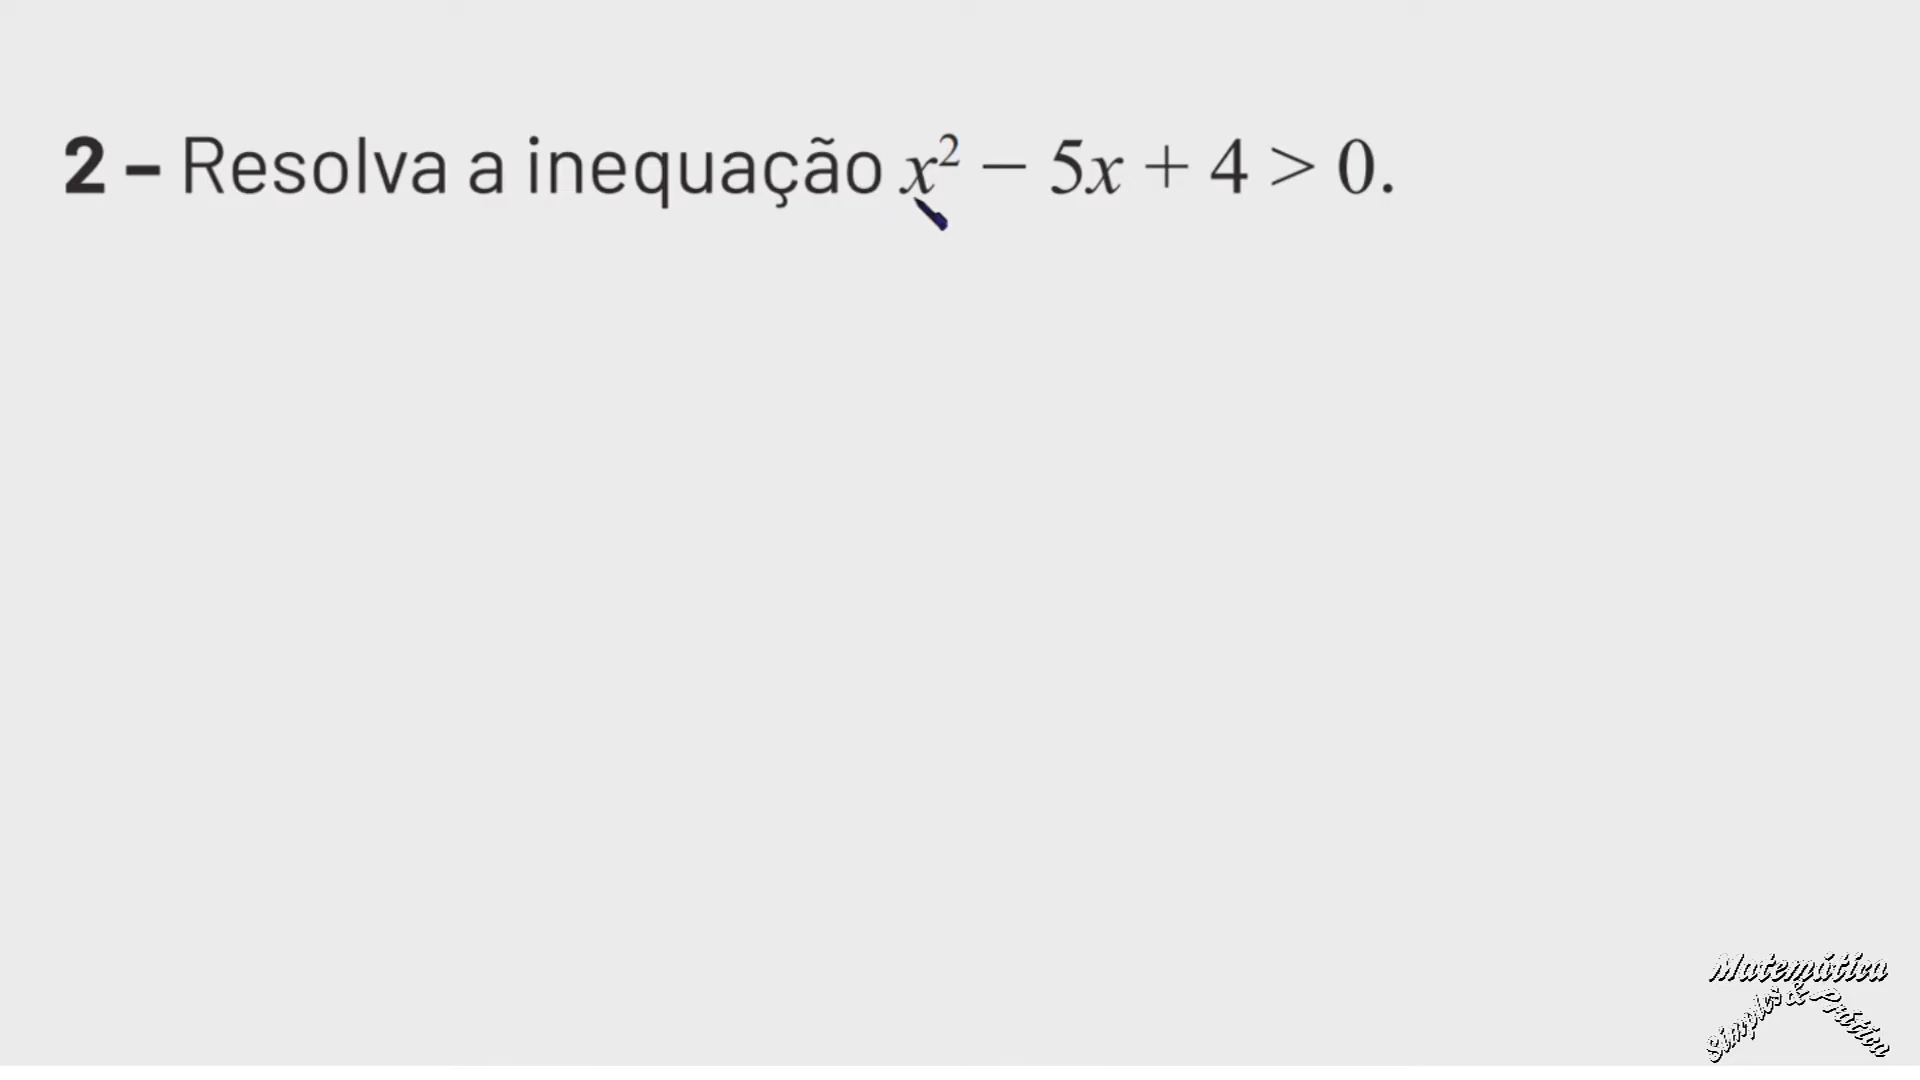 2 – Resolva a inequação x² − 5x + 4 > 0.
Matemática
Simples & Prática